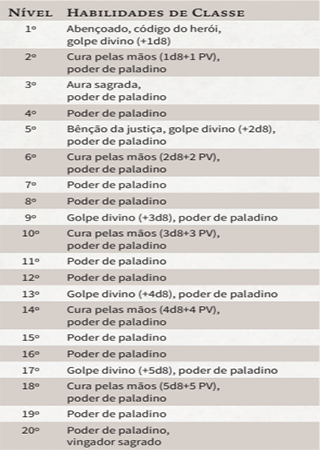 Nível Habilidades de Classe
1º Abençoado, código do herói,
golpe divino (+1d8)
2º Cura pelas mãos (1d8+1 PV),
poder de paladino
3º Aura sagrada,
poder de paladino
4º Poder de paladino
5º Bênção da justiça, golpe divino (+2d8),
poder de paladino
6º Cura pelas mãos (2d8+2 PV),
poder de paladino
7º Poder de paladino
8º Poder de paladino
9º Golpe divino (+3d8), poder de paladino
10º Cura pelas mãos (3d8+3 PV),
poder de paladino
11º Poder de paladino
12º Poder de paladino
13º Golpe divino (+4d8), poder de paladino
14º Cura pelas mãos (4d8+4 PV),
poder de paladino
15º Poder de paladino
16º Poder de paladino
17º Golpe divino (+5d8), poder de paladino
18º Cura pelas mãos (5d8+5 PV),
poder de paladino
19º Poder de paladino
20º Poder de paladino,
vingador sagrado